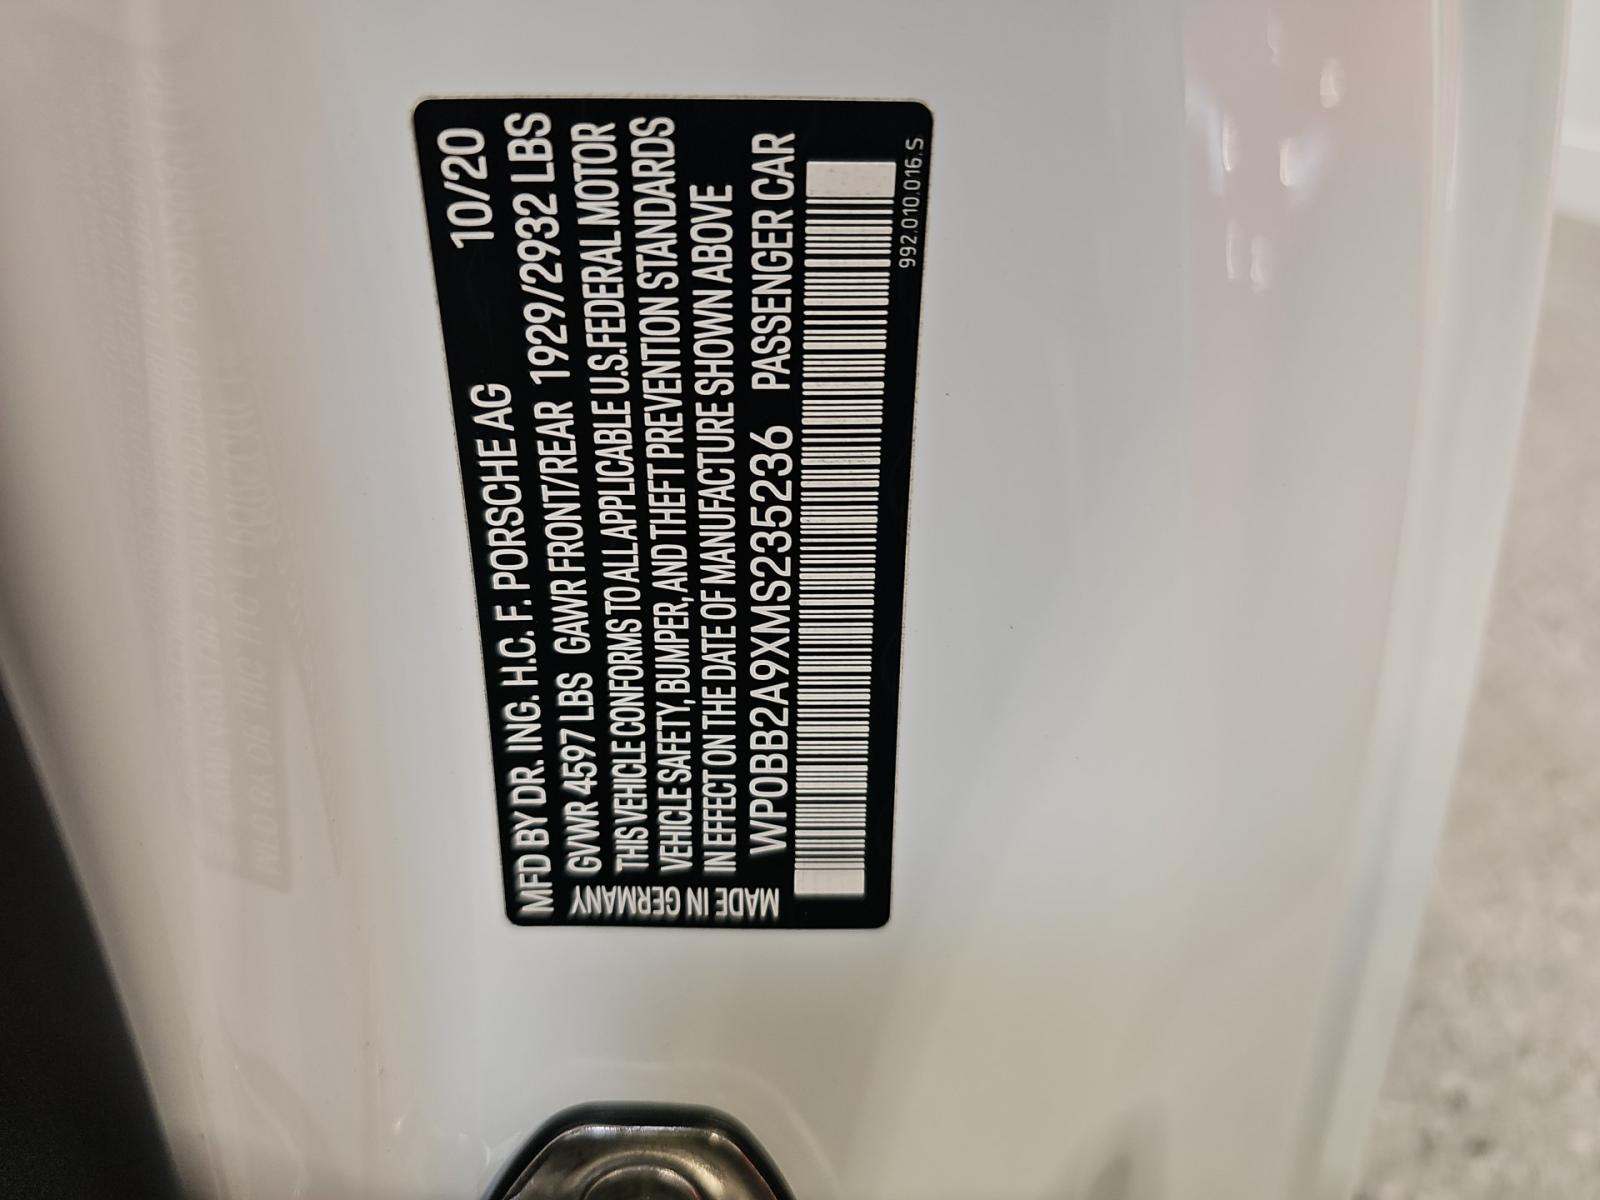 MFD BY DR. ING. H.C. F. PORSCHE AG 10/20
GVWR 4597 LBS GAWR FRONT/REAR 1929/2932 LBS
THIS VEHICLE CONFORMS TO ALL APPLICABLE U.S. FEDERAL MOTOR
VEHICLE SAFETY, BUMPER, AND THEFT PREVENTION STANDARDS
IN EFFECT ON THE DATE OF MANUFACTURE SHOWN ABOVE
WP0BB2A9XMS235236 PASSENGER CAR
MADE IN GERMANY
992.010.016.S